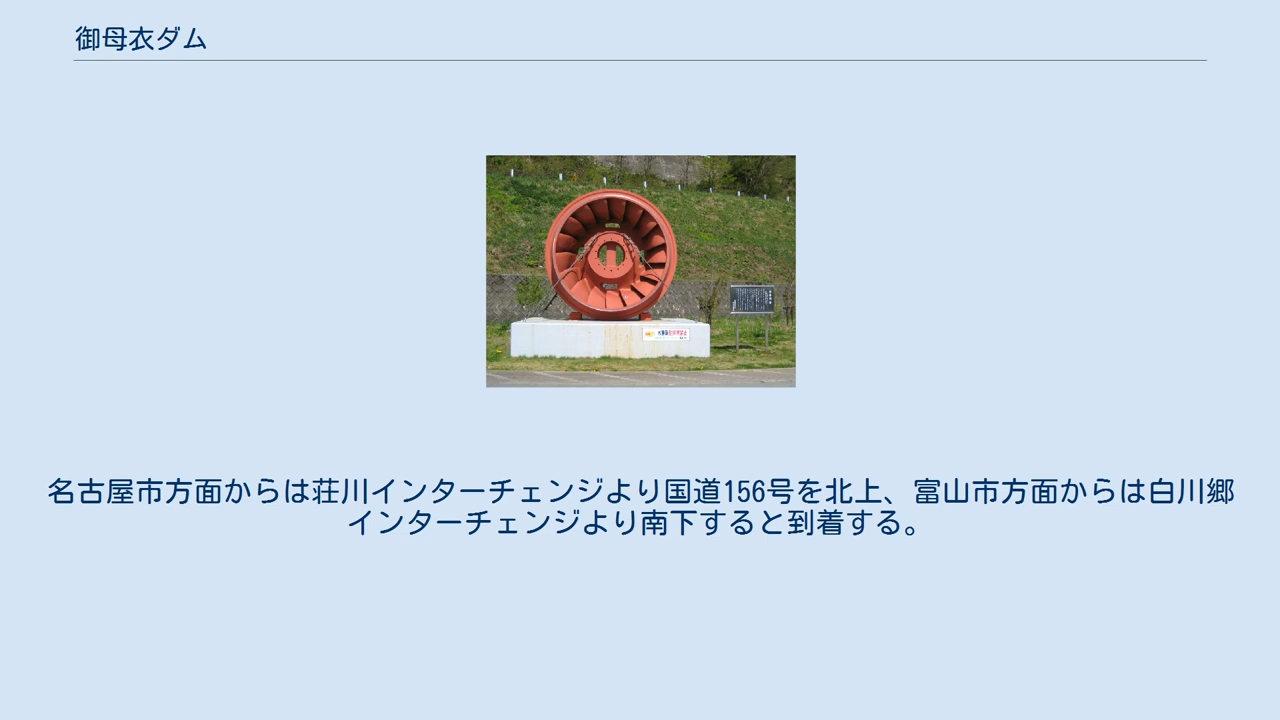 御母衣ダム
名古屋市方面からは荘川インターチェンジより国道156号を北上、富山市方面からは白川郷
インターチェンジより南下すると到着する。